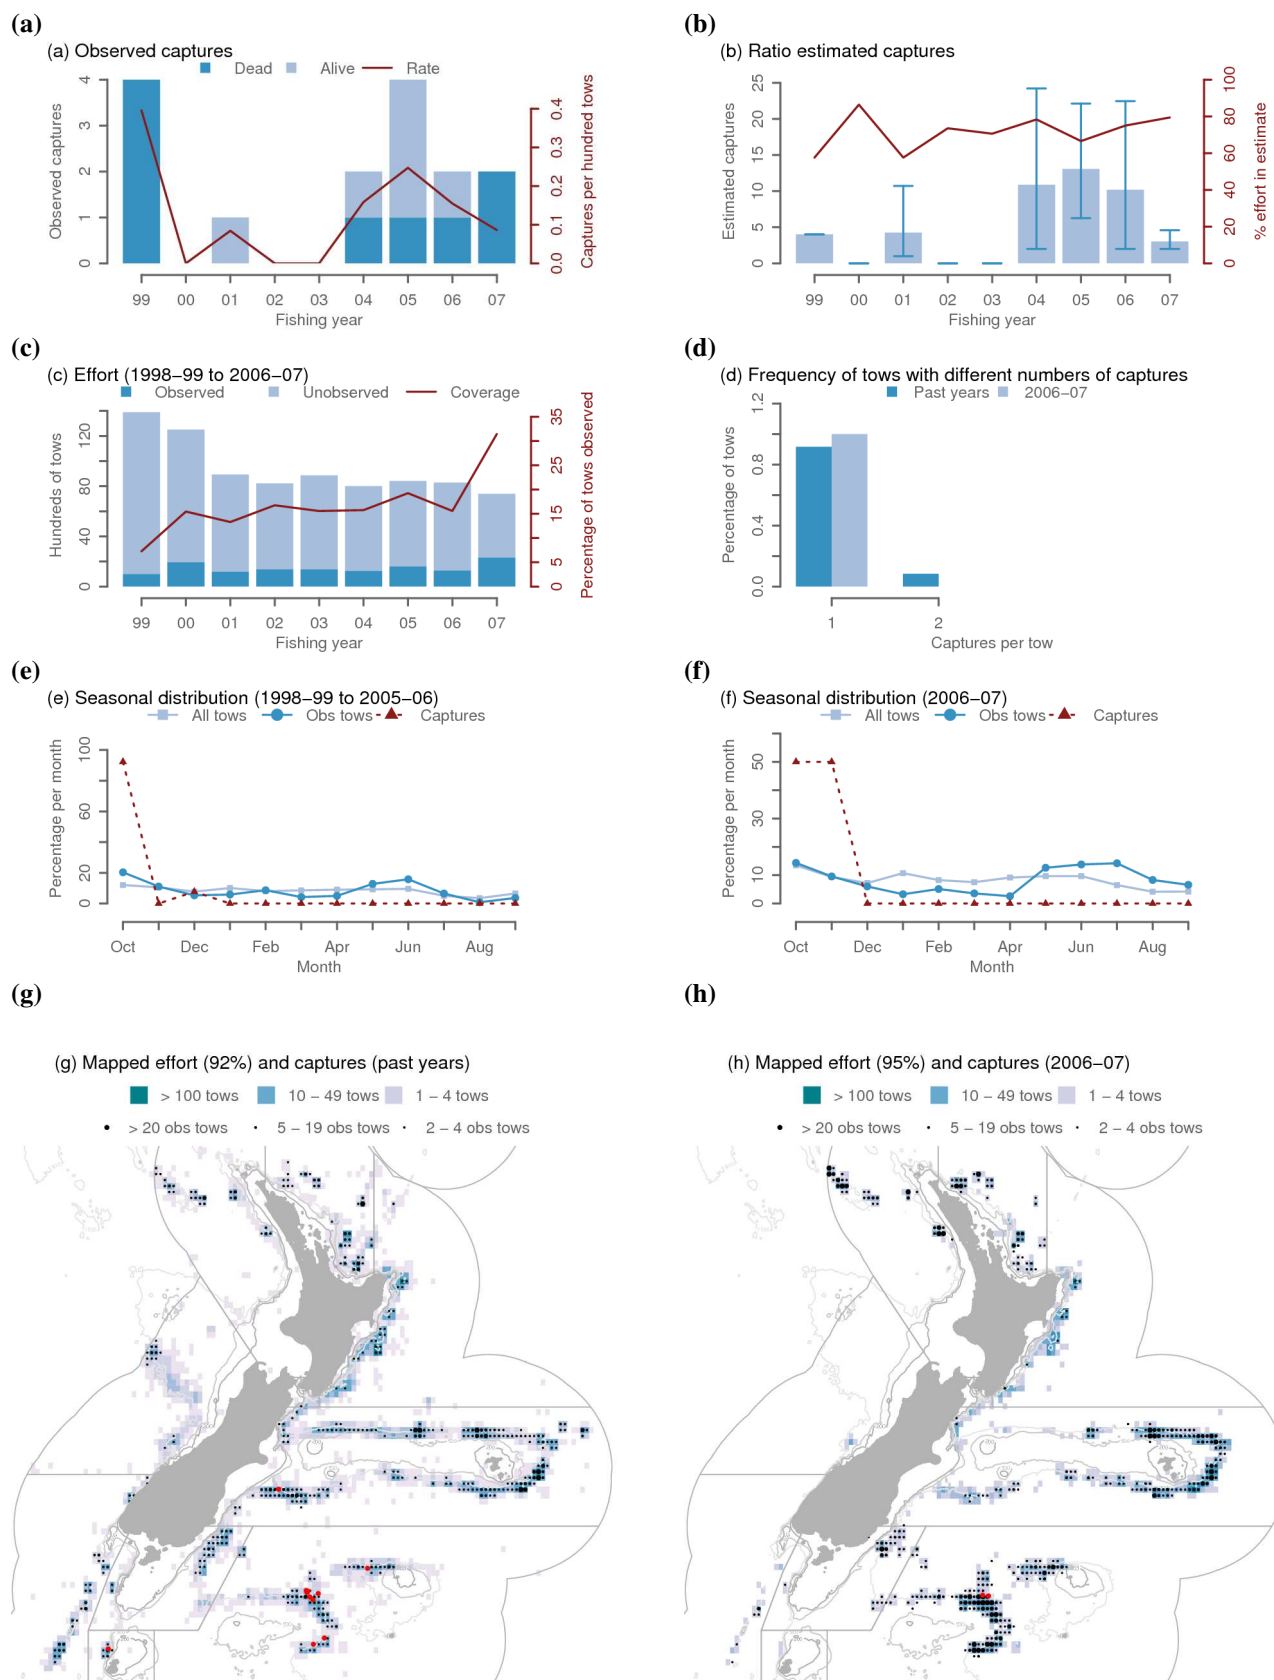 (a)
(b)
(a) Observed captures
Dead Alive Rate
Observed captures
0 1 2 3 4
Captures per hundred tows
0.0 0.1 0.2 0.3 0.4
99 00 01 02 03 04 05 06 07
Fishing year
(b) Ratio estimated captures
Estimated captures
0 5 10 15 20 25
% effort in estimate
0 20 40 60 80 100
99 00 01 02 03 04 05 06 07
Fishing year
(c)
(d)
(c) Effort (1998–99 to 2006–07)
Observed Unobserved Coverage
Hundreds of tows
0 40 80 120
Percentage of tows observed
0 5 15 25 35
99 00 01 02 03 04 05 06 07
Fishing year
(d) Frequency of tows with different numbers of captures
Past years 2006–07
Percentage of tows
0.0 0.4 0.8 1.2
1 2
Captures per tow
(e)
(f)
(e) Seasonal distribution (1998–99 to 2005–06)
All tows Obs tows Captures
Percentage per month
0 20 60 100
Oct Dec Feb Apr Jun Aug
Month
(f) Seasonal distribution (2006–07)
All tows Obs tows Captures
Percentage per month
0 10 30 50
Oct Dec Feb Apr Jun Aug
Month
(g)
(h)
(g) Mapped effort (92%) and captures (past years)
> 100 tows 10 – 49 tows 1 – 4 tows
> 20 obs tows 5 – 19 obs tows 2 – 4 obs tows
(h) Mapped effort (95%) and captures (2006–07)
> 100 tows 10 – 49 tows 1 – 4 tows
> 20 obs tows 5 – 19 obs tows 2 – 4 obs tows